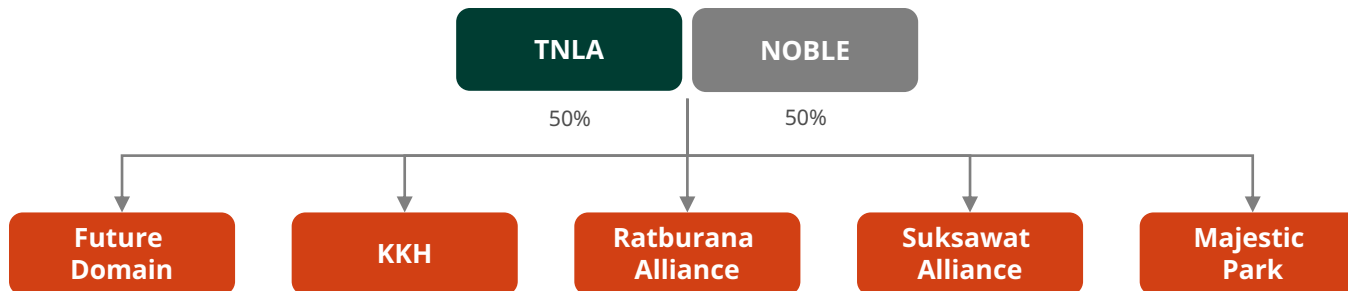 TNLA
NOBLE
50%
50%
Future
Domain
KKH
Ratburana
Alliance
Suksawat
Alliance
Majestic
Park